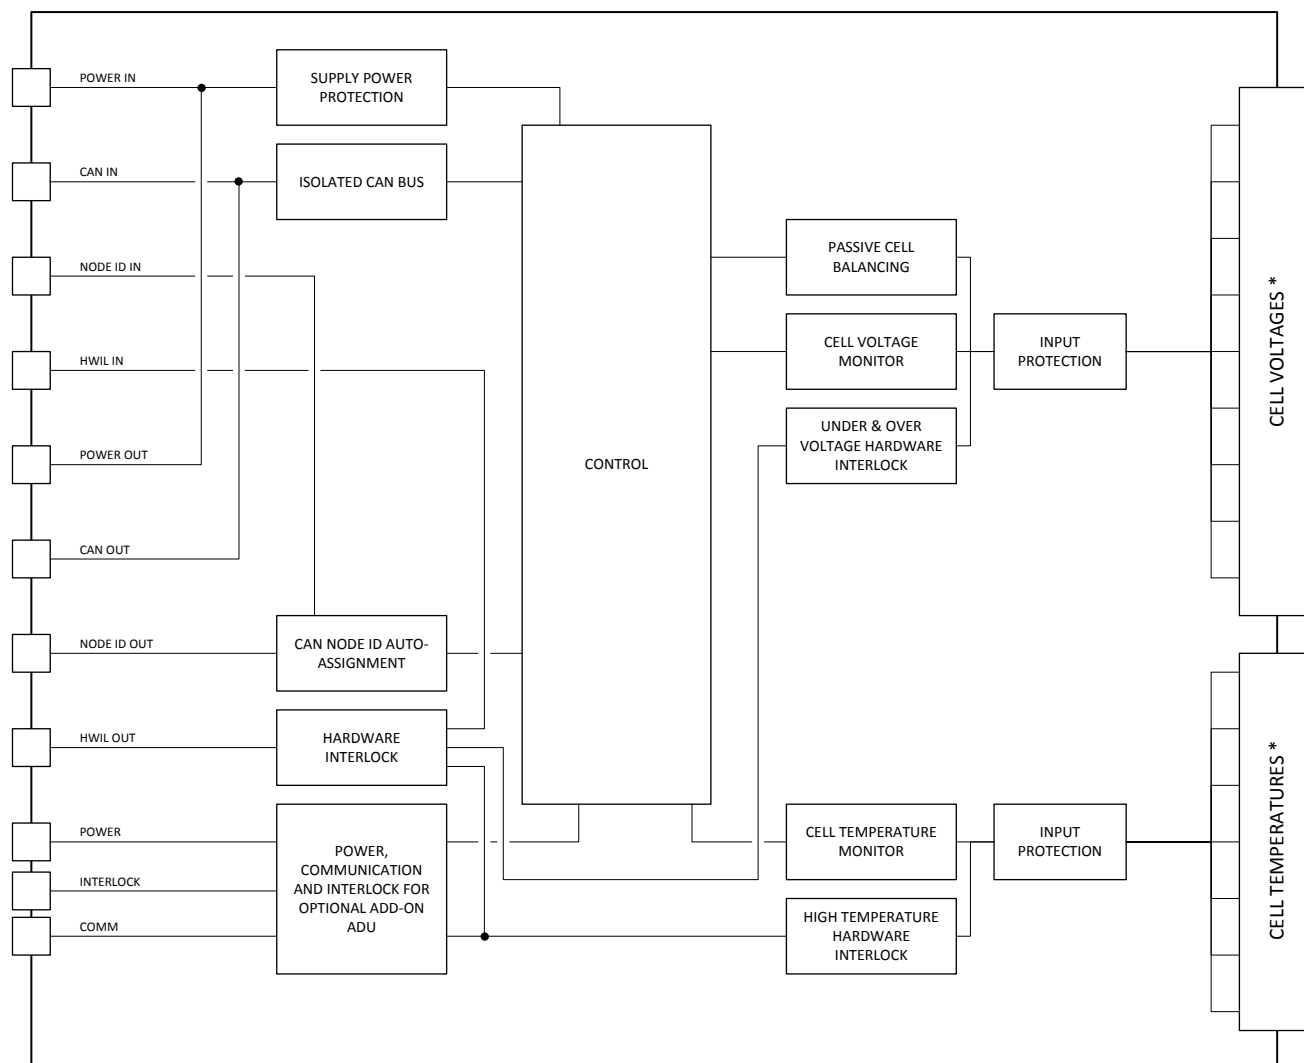 POWER IN
SUPPLY POWER
PROTECTION
CAN IN
ISOLATED CAN BUS
NODE ID IN
PASSIVE CELL
BALANCING
HWIL IN
CELL VOLTAGE
MONITOR
INPUT
PROTECTION
CELL VOLTAGES *
POWER OUT
CONTROL
UNDER & OVER
VOLTAGE HARDWARE
INTERLOCK
CAN OUT
NODE ID OUT
CAN NODE ID AUTO-
ASSIGNMENT
HWIL OUT
HARDWARE
INTERLOCK
POWER
INTERLOCK
COMM
POWER,
COMMUNICATION
AND INTERLOCK FOR
OPTIONAL ADD-ON
ADU
CELL TEMPERATURE
MONITOR
INPUT
PROTECTION
CELL TEMPERATURES *
HIGH TEMPERATURE
HARDWARE
INTERLOCK